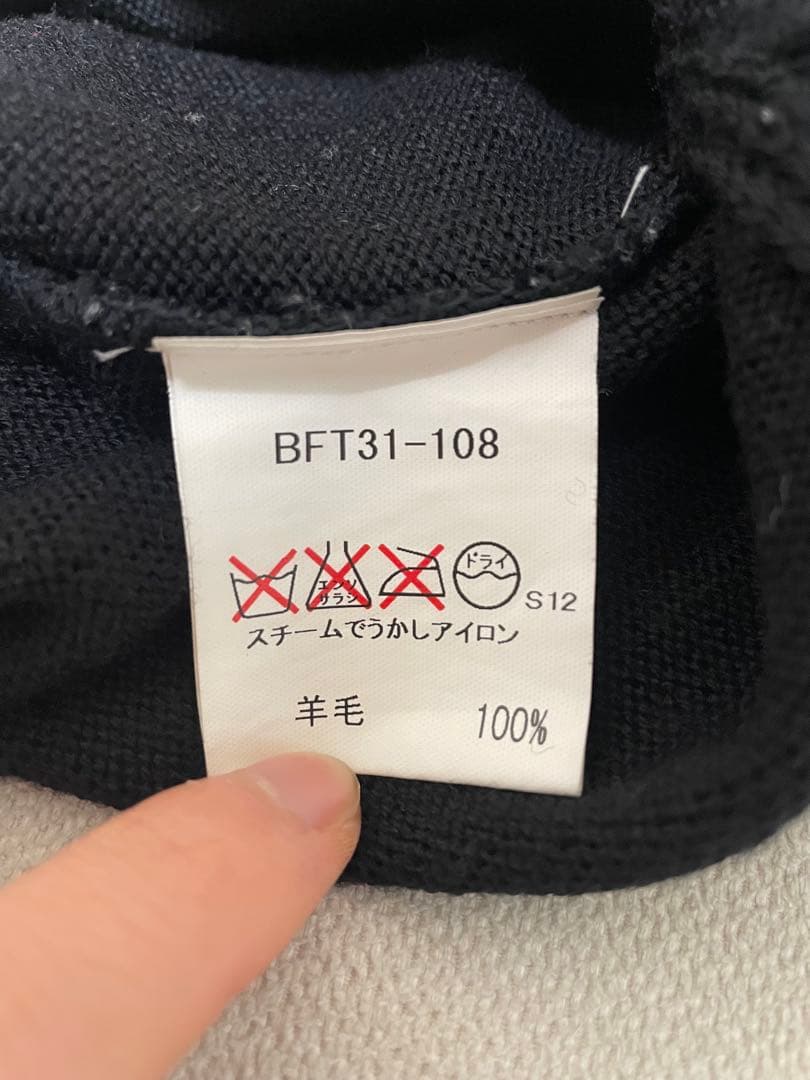 BFT31-108
エンソ
サラシ
ドライ
S12
スチームでうかしアイロン
羊毛 100%